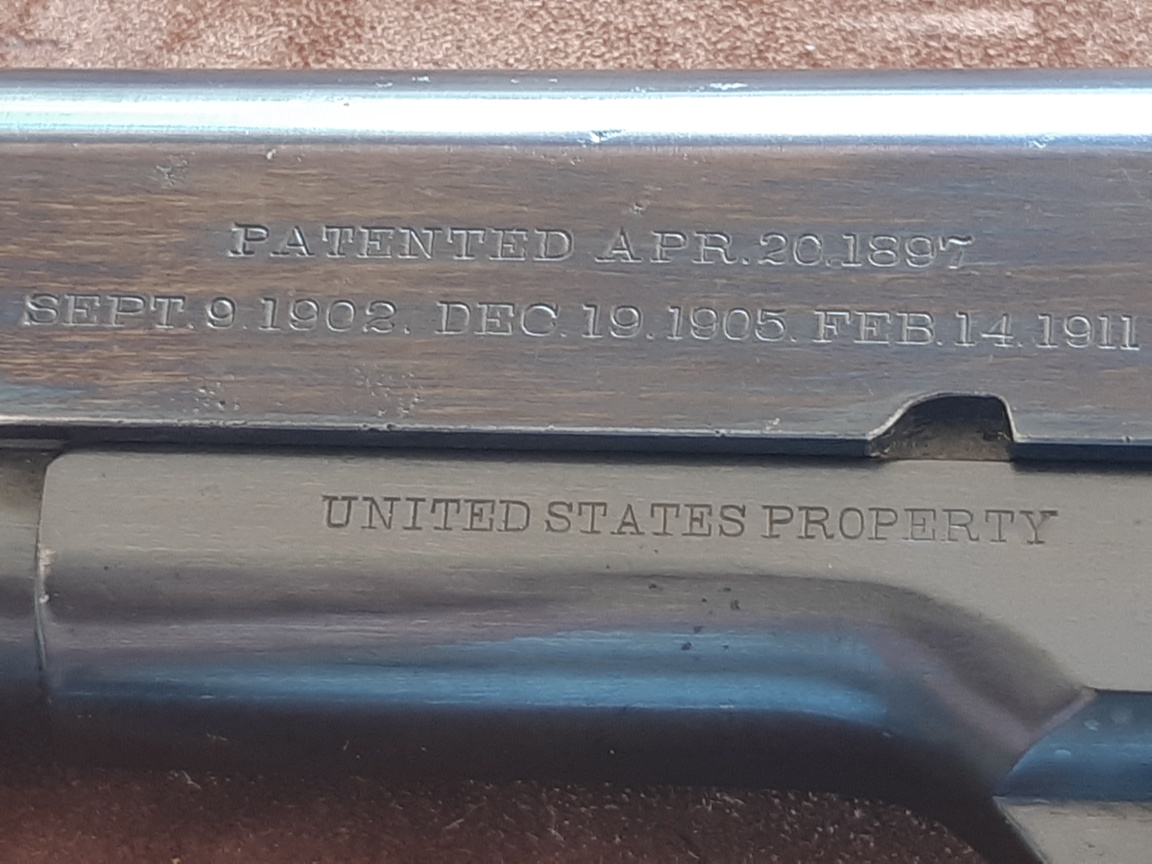 PATENTED APR.20.1897
SEPT.9.1902. DEC.19.1905. FEB.14.1911
UNITED STATES PROPERTY